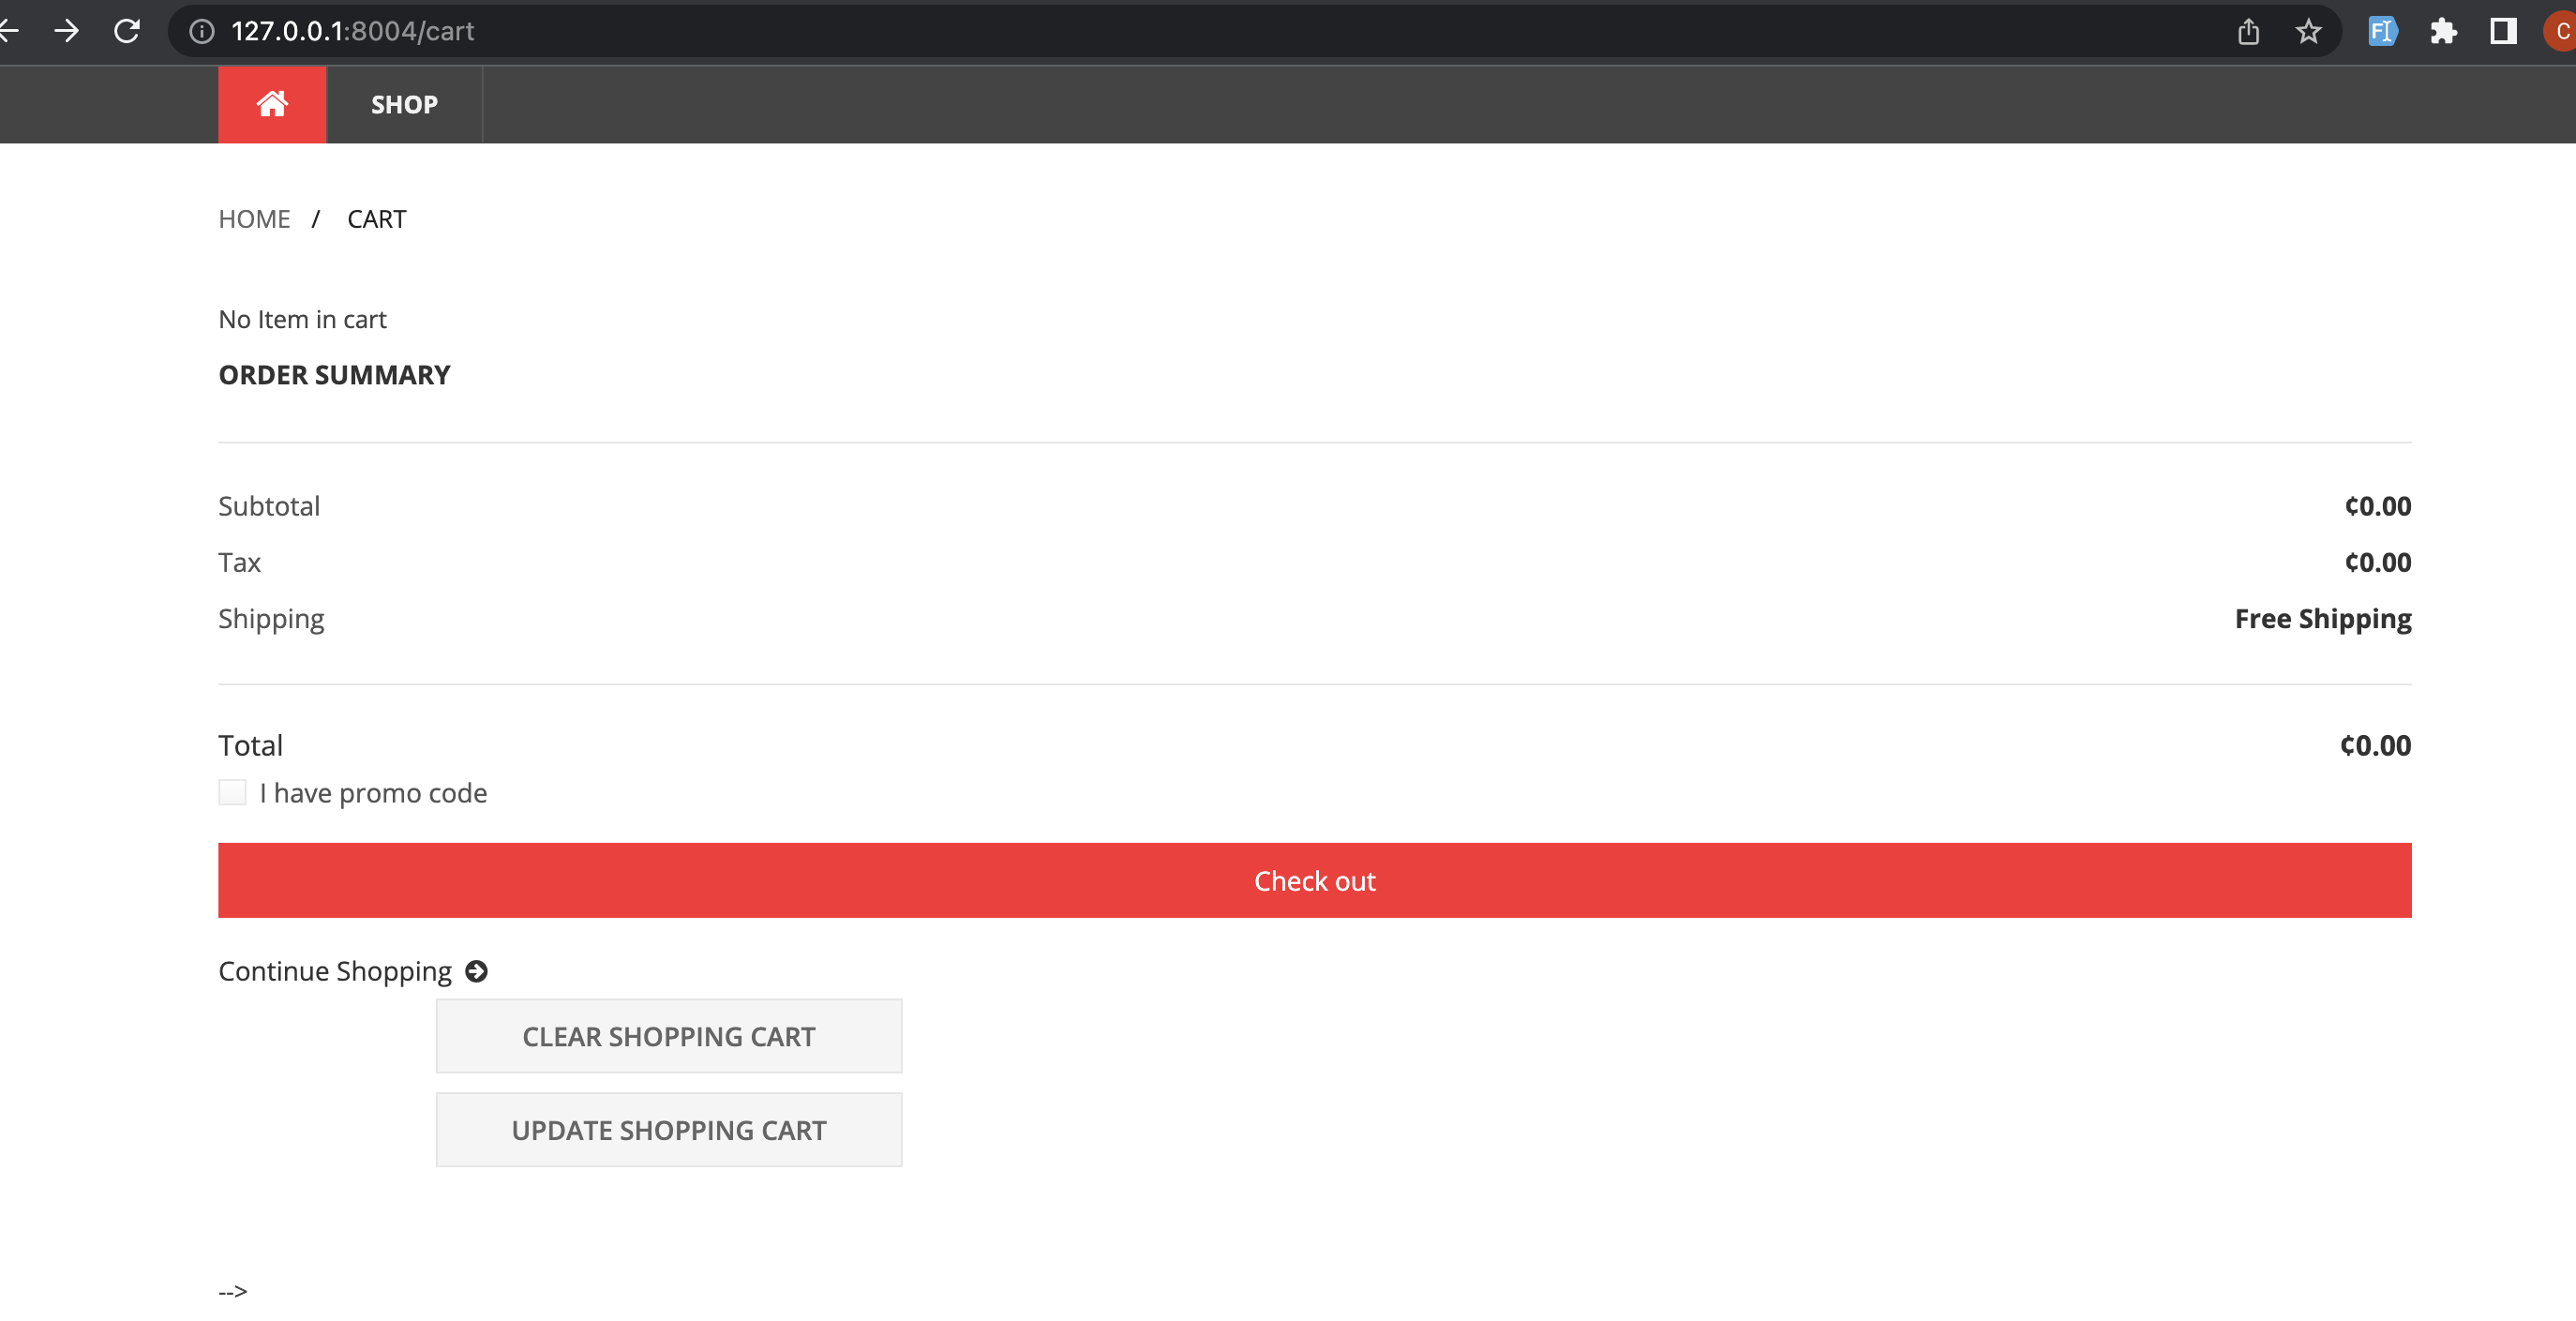 127.0.0.1:8004/cart
FI
C
SHOP
HOME / CART
No Item in cart
ORDER SUMMARY
Subtotal ¢0.00
Tax ¢0.00
Shipping Free Shipping
Total ¢0.00
I have promo code
Check out
Continue Shopping
CLEAR SHOPPING CART
UPDATE SHOPPING CART
-->